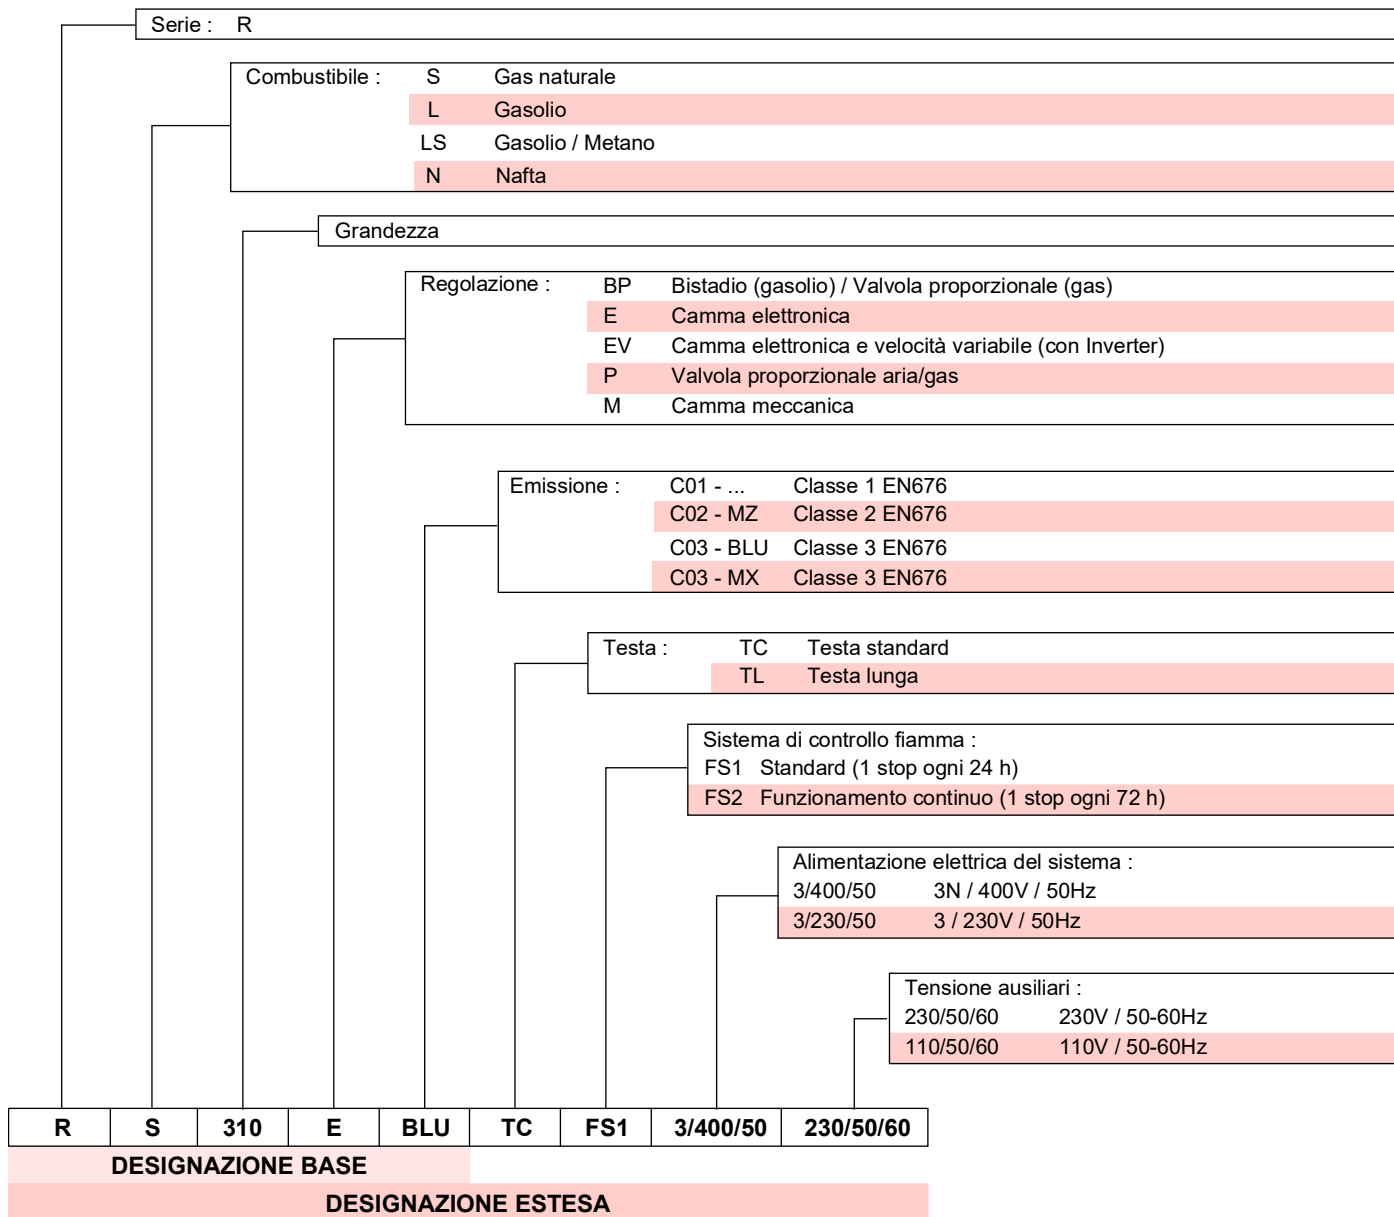 Serie : R
Combustibile : S Gas naturale
L Gasolio
LS Gasolio / Metano
N Nafta
Grandezza
Regolazione : BP Bistadio (gasolio) / Valvola proporzionale (gas)
E Camma elettronica
EV Camma elettronica e velocità variabile (con Inverter)
P Valvola proporzionale aria/gas
M Camma meccanica
Emissione : C01 - ... Classe 1 EN676
C02 - MZ Classe 2 EN676
C03 - BLU Classe 3 EN676
C03 - MX Classe 3 EN676
Testa : TC Testa standard
TL Testa lunga
Sistema di controllo fiamma :
FS1 Standard (1 stop ogni 24 h)
FS2 Funzionamento continuo (1 stop ogni 72 h)
Alimentazione elettrica del sistema :
3/400/50 3N / 400V / 50Hz
3/230/50 3 / 230V / 50Hz
Tensione ausiliari :
230/50/60 230V / 50-60Hz
110/50/60 110V / 50-60Hz
R S 310 E BLU TC FS1 3/400/50 230/50/60
DESIGNAZIONE BASE
DESIGNAZIONE ESTESA